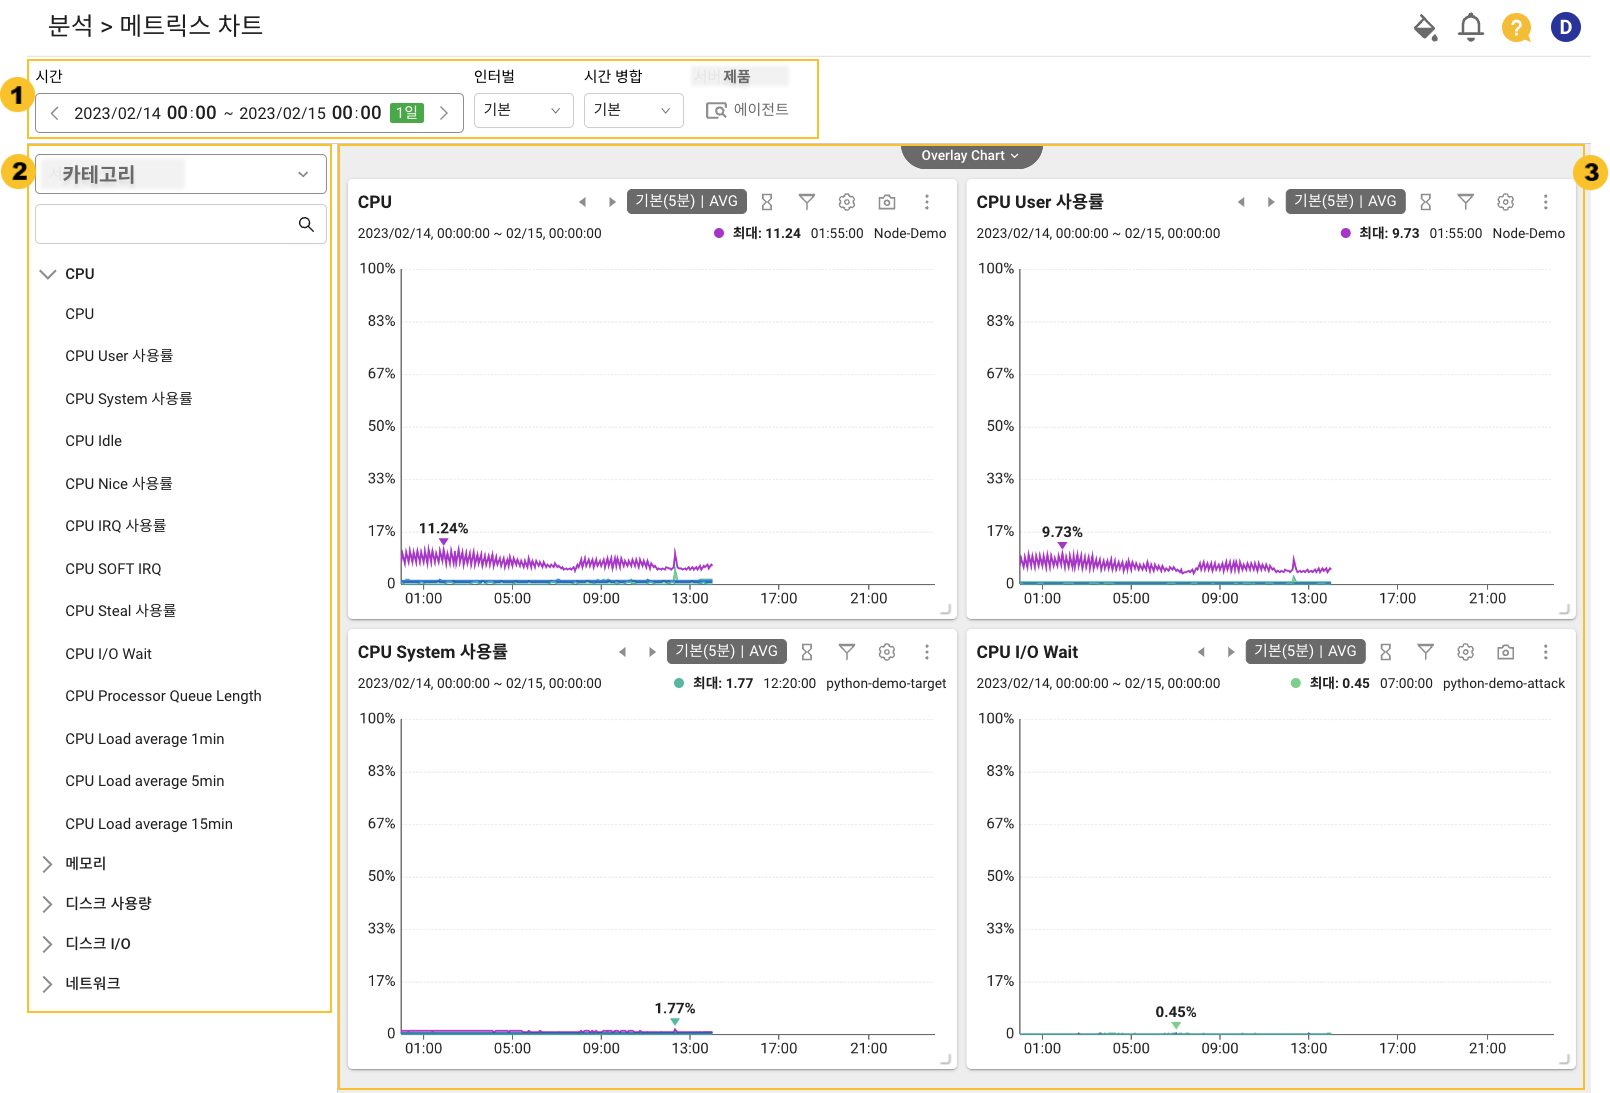 분석 > 메트릭스 차트
D
1
시간
인터벌
시간 병합
제품
2023/02/14 00:00 ~ 2023/02/15 00:00 1일
기본
기본
에이전트
2
카테고리
CPU
CPU
CPU User 사용률
CPU System 사용률
CPU Idle
CPU Nice 사용률
CPU IRQ 사용률
CPU SOFT IRQ
CPU Steal 사용률
CPU I/O Wait
CPU Processor Queue Length
CPU Load average 1min
CPU Load average 5min
CPU Load average 15min
메모리
디스크 사용량
디스크 I/O
네트워크
3
Overlay Chart
CPU
기본(5분) | AVG
2023/02/14, 00:00:00 ~ 02/15, 00:00:00
최대: 11.24 01:55:00 Node-Demo
100%
83%
67%
50%
33%
17%
0
11.24%
01:00 05:00 09:00 13:00 17:00 21:00
CPU User 사용률
기본(5분) | AVG
2023/02/14, 00:00:00 ~ 02/15, 00:00:00
최대: 9.73 01:55:00 Node-Demo
100%
83%
67%
50%
33%
17%
0
9.73%
01:00 05:00 09:00 13:00 17:00 21:00
CPU System 사용률
기본(5분) | AVG
2023/02/14, 00:00:00 ~ 02/15, 00:00:00
최대: 1.77 12:20:00 python-demo-target
100%
83%
67%
50%
33%
17%
0
1.77%
01:00 05:00 09:00 13:00 17:00 21:00
CPU I/O Wait
기본(5분) | AVG
2023/02/14, 00:00:00 ~ 02/15, 00:00:00
최대: 0.45 07:00:00 python-demo-attack
100%
83%
67%
50%
33%
17%
0
0.45%
01:00 05:00 09:00 13:00 17:00 21:00